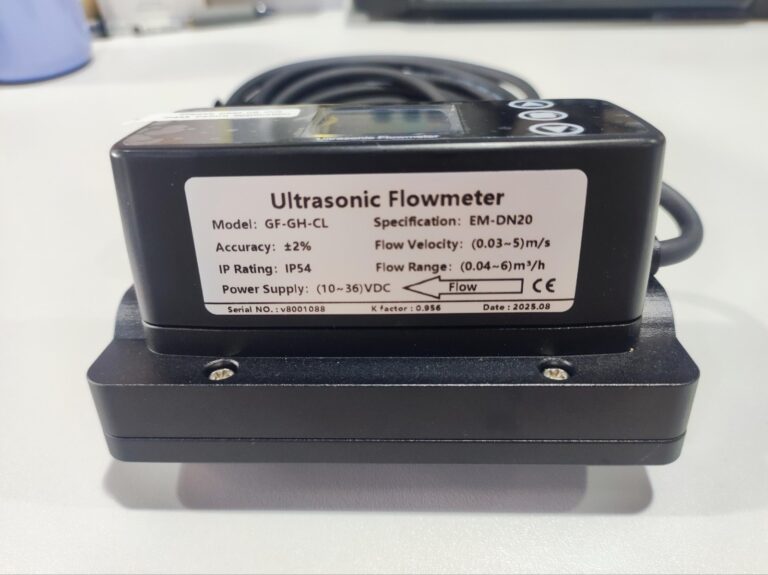 Ultrasonic Flowmeter
Ultrasonic Flowmeter
Model: GF-GH-CL Specification: EM-DN20
Accuracy: ±2% Flow Velocity: (0.03~5)m/s
IP Rating: IP54 Flow Range: (0.04~6)m³/h
Power Supply: (10~36)VDC Flow CE
Serial NO.: v8001088 K factor: 0.956 Date: 2025.08